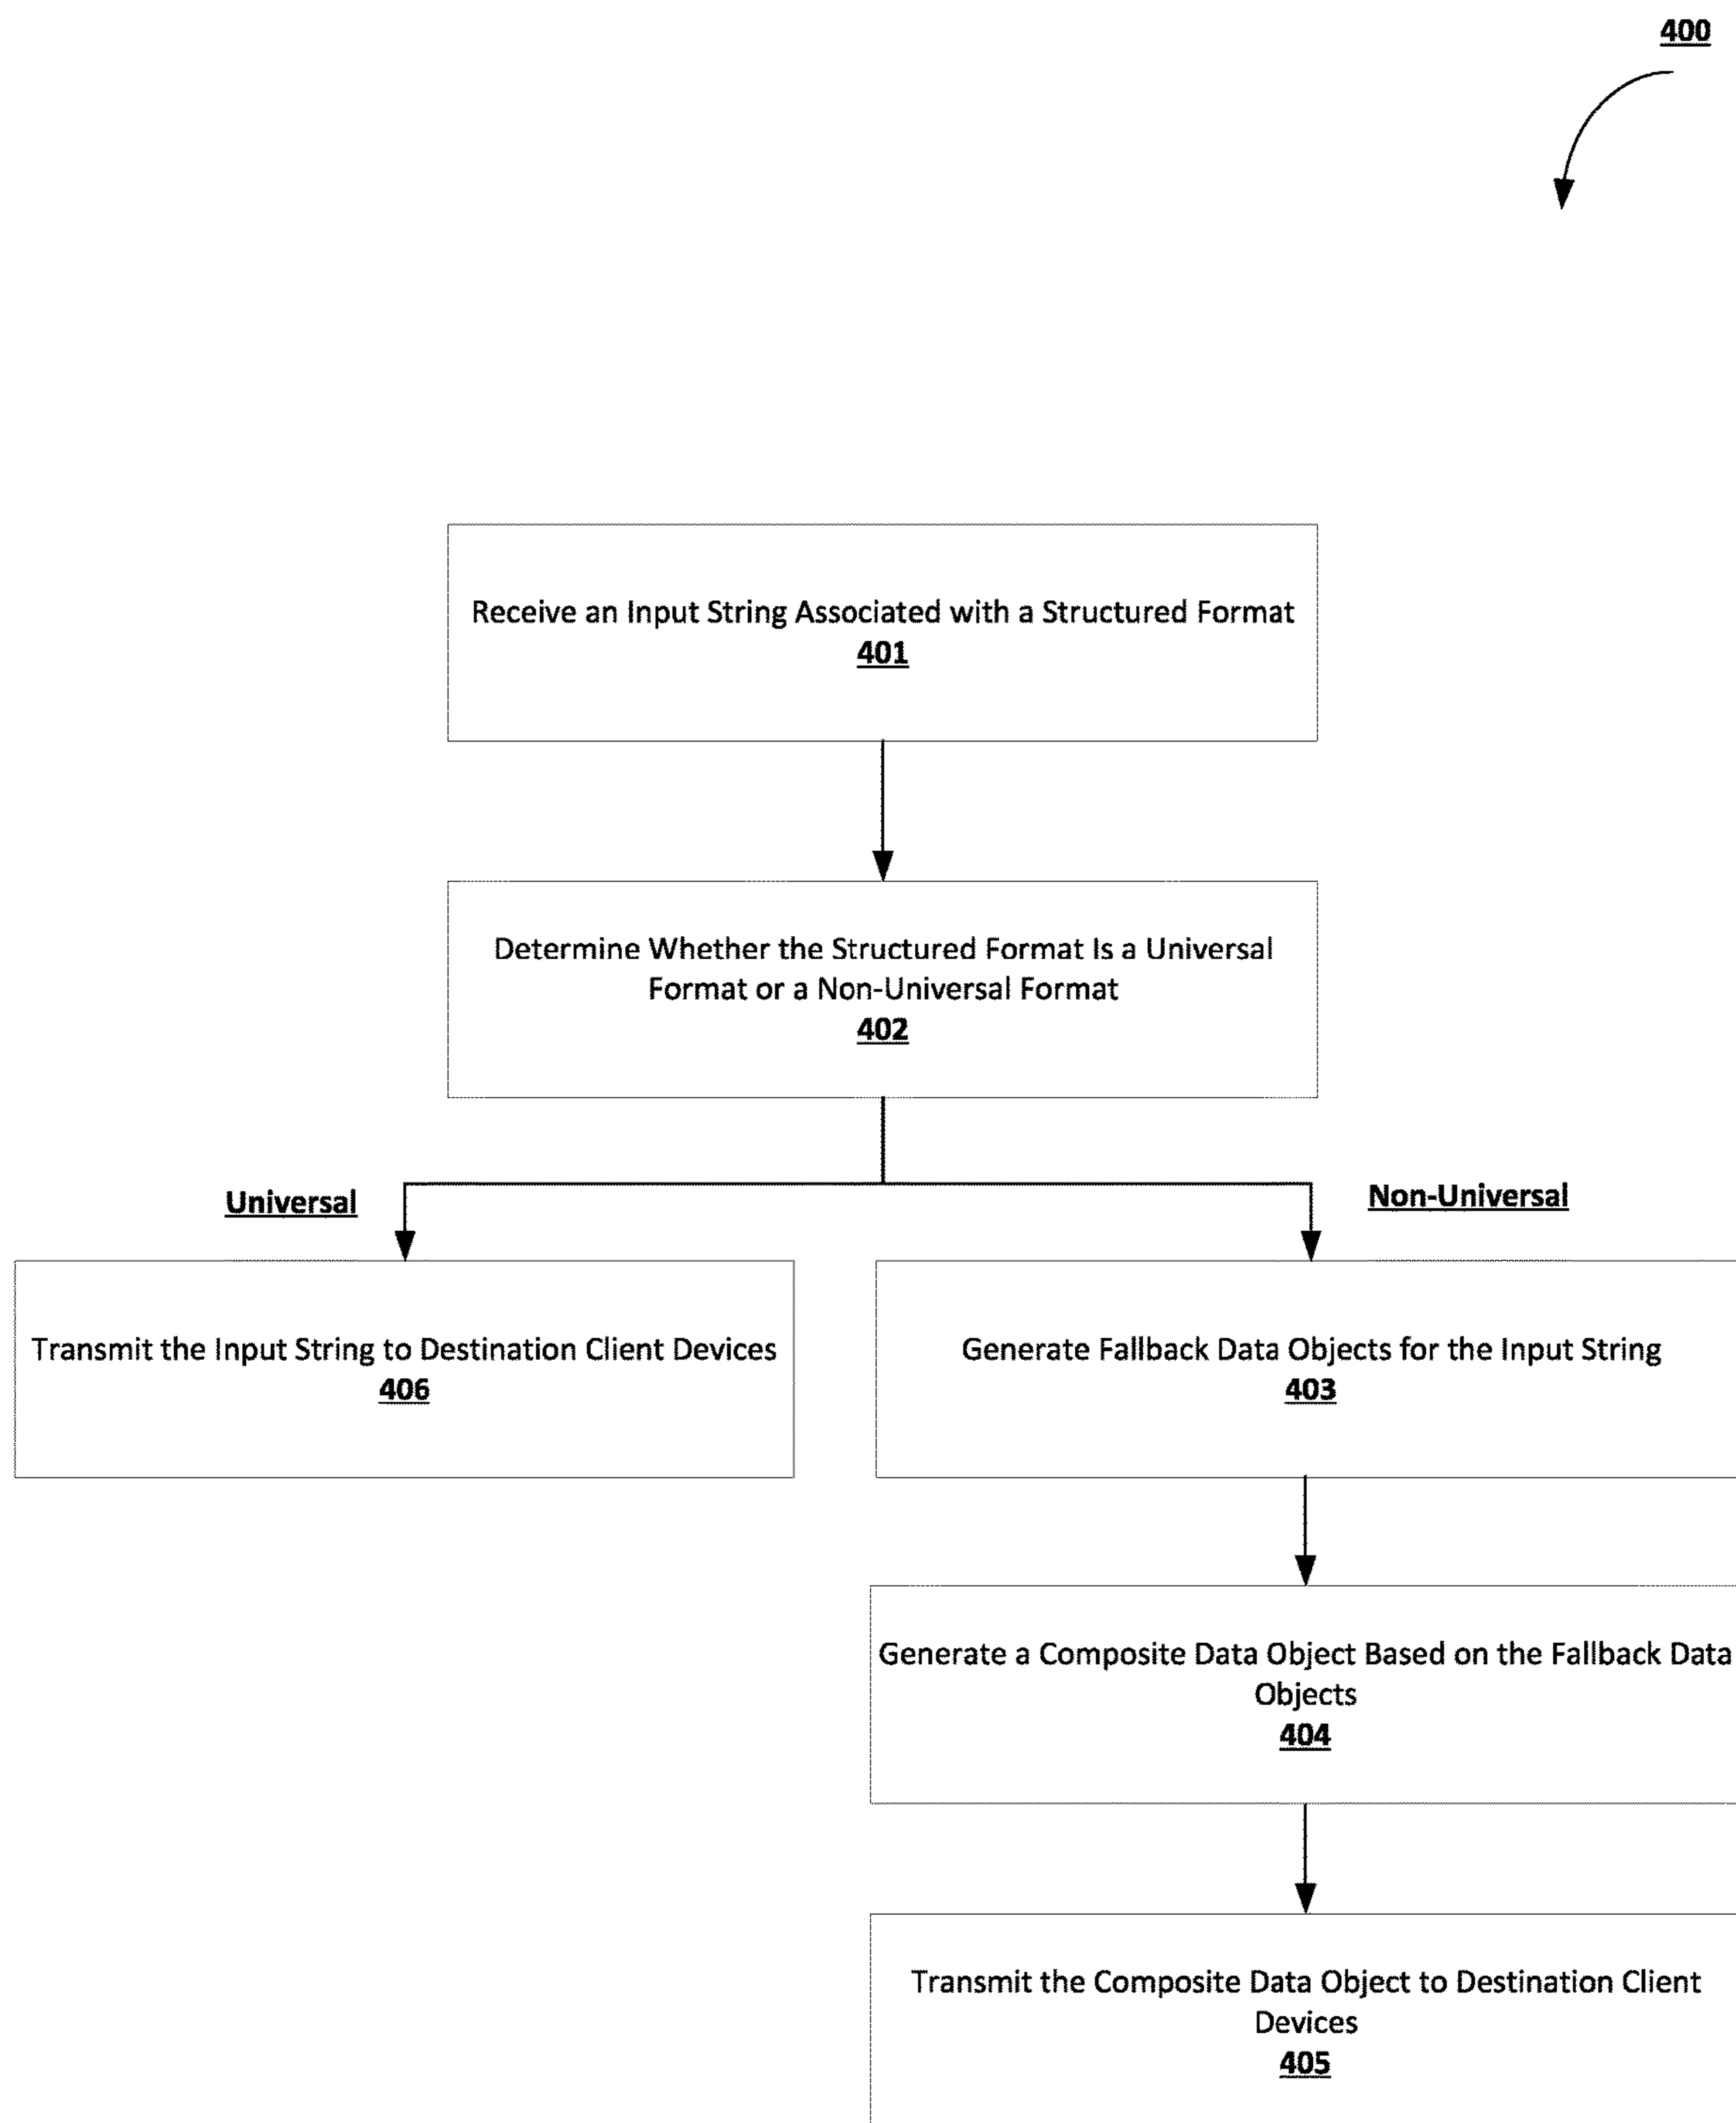 400
Receive an Input String Associated with a Structured Format
401
Determine Whether the Structured Format Is a Universal
Format or a Non-Universal Format
402
Universal
Non-Universal
Transmit the Input String to Destination Client Devices
406
Generate Fallback Data Objects for the Input String
403
Generate a Composite Data Object Based on the Fallback Data
Objects
404
Transmit the Composite Data Object to Destination Client
Devices
405